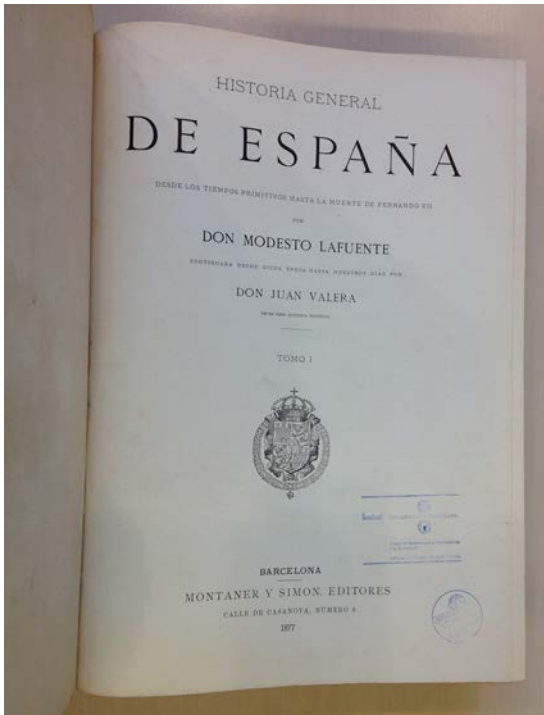 HISTORIA GENERAL
DE ESPAÑA
DESDE LOS TIEMPOS PRIMITIVOS HASTA LA MUERTE DE FERNANDO VII
POR
DON MODESTO LAFUENTE
CONTINUADA DESDE DICHA ÉPOCA HASTA NUESTROS DÍAS POR
DON JUAN VALERA
TOMO I
BARCELONA
MONTANER Y SIMON, EDITORES
CALLE DE CASANOVA, NÚMERO 8
1877